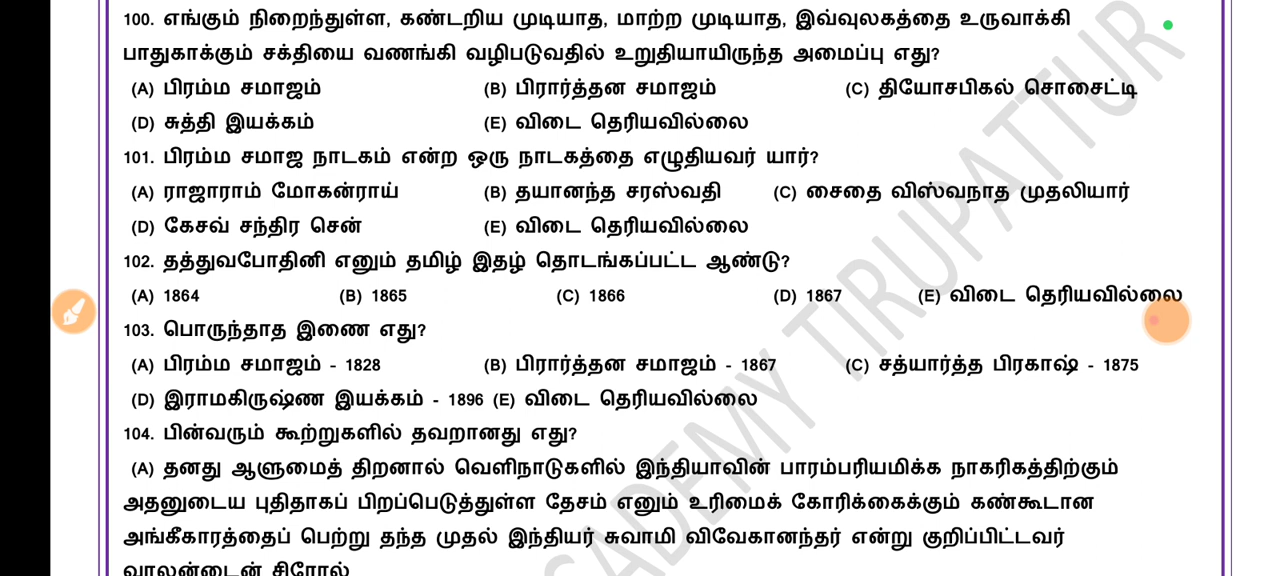 100. எங்கும் நிறைந்துள்ள, கண்டறிய முடியாத, மாற்ற முடியாத, இவ்வுலகத்தை உருவாக்கி
பாதுகாக்கும் சக்தியை வணங்கி வழிபடுவதில் உறுதியாயிருந்த அமைப்பு எது?
(A) பிரம்ம சமாஜம் (B) பிரார்த்தன சமாஜம் (C) தியோசபிகல் சொசைட்டி
(D) சுத்தி இயக்கம் (E) விடை தெரியவில்லை
101. பிரம்ம சமாஜ நாடகம் என்ற ஒரு நாடகத்தை எழுதியவர் யார்?
(A) ராஜாராம் மோகன்ராய் (B) தயானந்த சரஸ்வதி (C) சைதை விஸ்வநாத முதலியார்
(D) கேசவ் சந்திர சென் (E) விடை தெரியவில்லை
102. தத்துவபோதினி எனும் தமிழ் இதழ் தொடங்கப்பட்ட ஆண்டு?
(A) 1864 (B) 1865 (C) 1866 (D) 1867 (E) விடை தெரியவில்லை
103. பொருந்தாத இணை எது?
(A) பிரம்ம சமாஜம் - 1828 (B) பிரார்த்தன சமாஜம் - 1867 (C) சத்யார்த்த பிரகாஷ் - 1875
(D) இராமகிருஷ்ண இயக்கம் - 1896 (E) விடை தெரியவில்லை
104. பின்வரும் கூற்றுகளில் தவறானது எது?
(A) தனது ஆளுமைத் திறனால் வெளிநாடுகளில் இந்தியாவின் பாரம்பரியமிக்க நாகரிகத்திற்கும்
அதனுடைய புதிதாகப் பிறப்பெடுத்துள்ள தேசம் எனும் உரிமைக் கோரிக்கைக்கும் கண்கூடான
அங்கீகாரத்தைப் பெற்று தந்த முதல் இந்தியர் சுவாமி விவேகானந்தர் என்று குறிப்பிட்டவர்
வாலன்டைன் சிரோல்
ACADEMY TIRUPATTUR